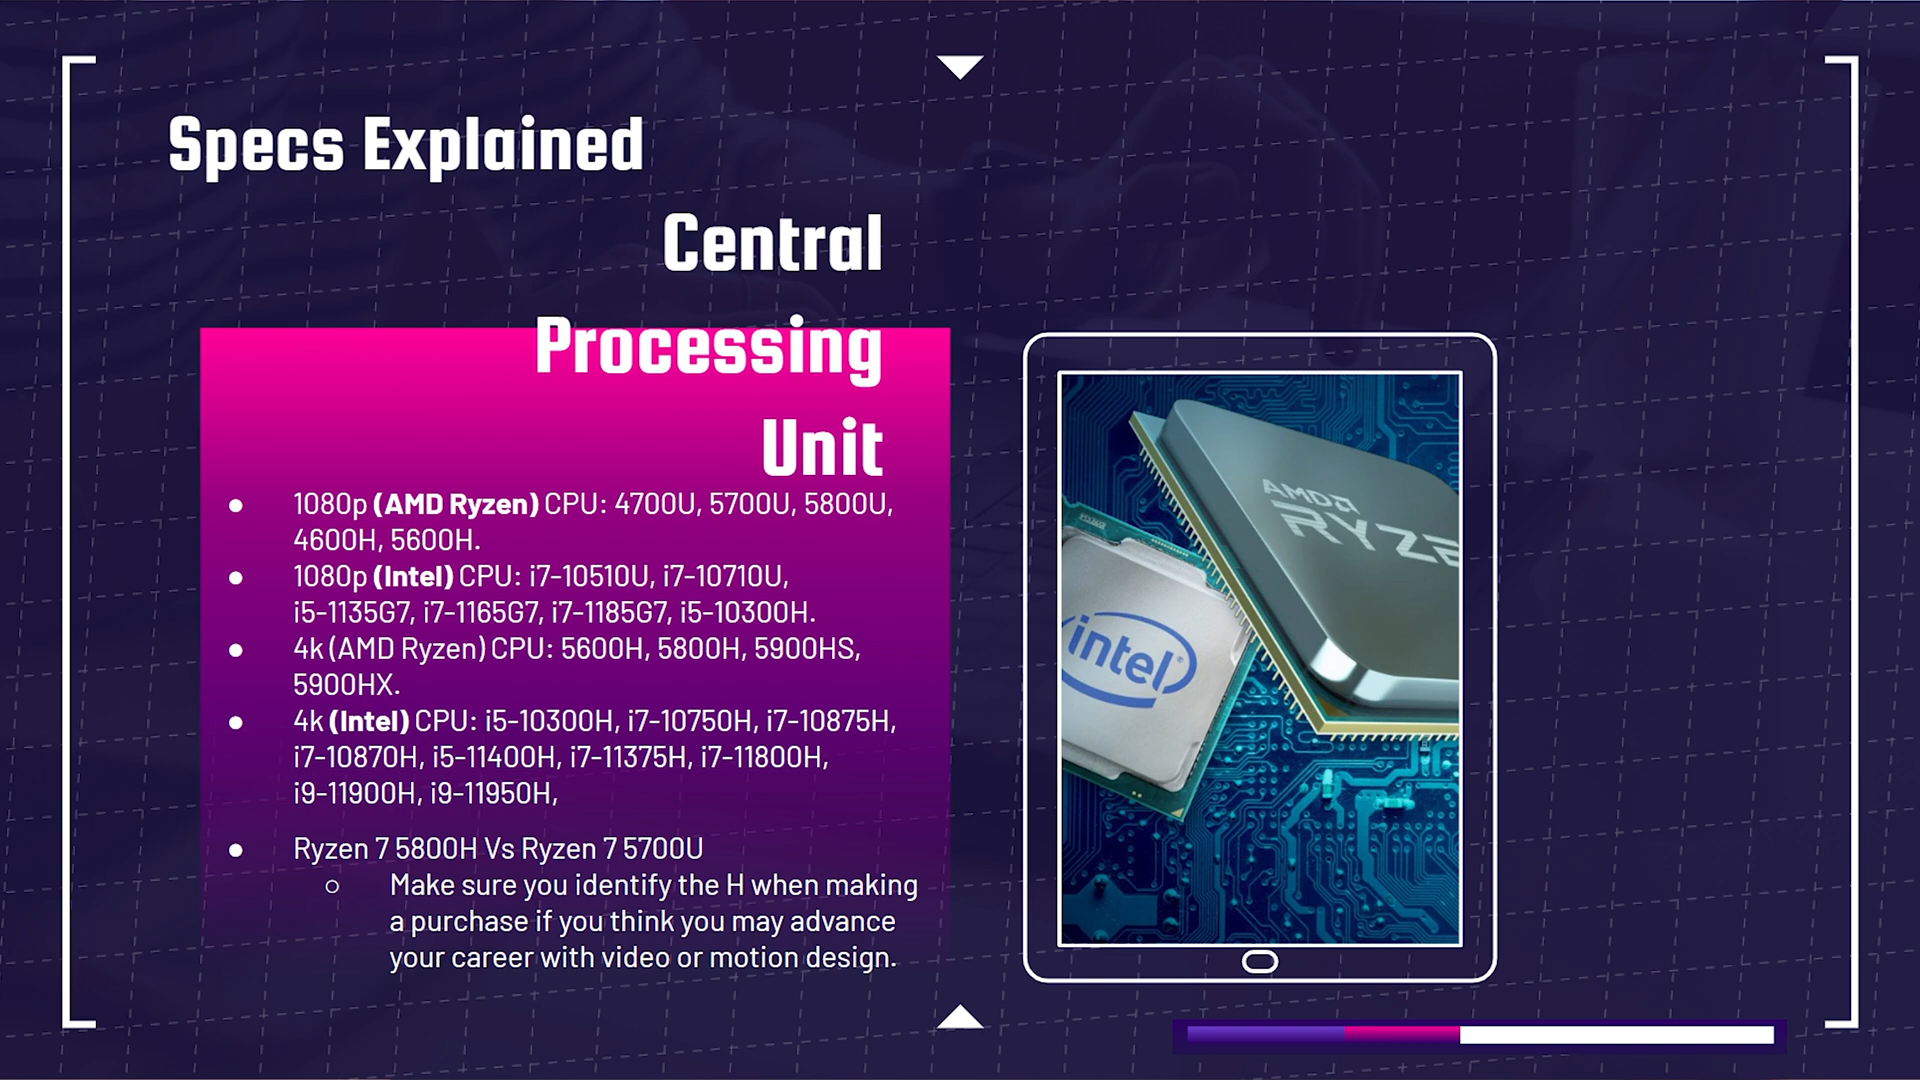 Specs Explained
Central
Processing
Unit
● 1080p (AMD Ryzen) CPU: 4700U, 5700U, 5800U,
4600H, 5600H.
● 1080p (Intel) CPU: i7-10510U, i7-10710U,
i5-1135G7, i7-1165G7, i7-1185G7, i5-10300H.
● 4k (AMD Ryzen) CPU: 5600H, 5800H, 5900HS,
5900HX.
● 4k (Intel) CPU: i5-10300H, i7-10750H, i7-10875H,
i7-10870H, i5-11400H, i7-11375H, i7-11800H,
i9-11900H, i9-11950H,
● Ryzen 7 5800H Vs Ryzen 7 5700U
○ Make sure you identify the H when making
a purchase if you think you may advance
your career with video or motion design.
AMD
RYZE
intel